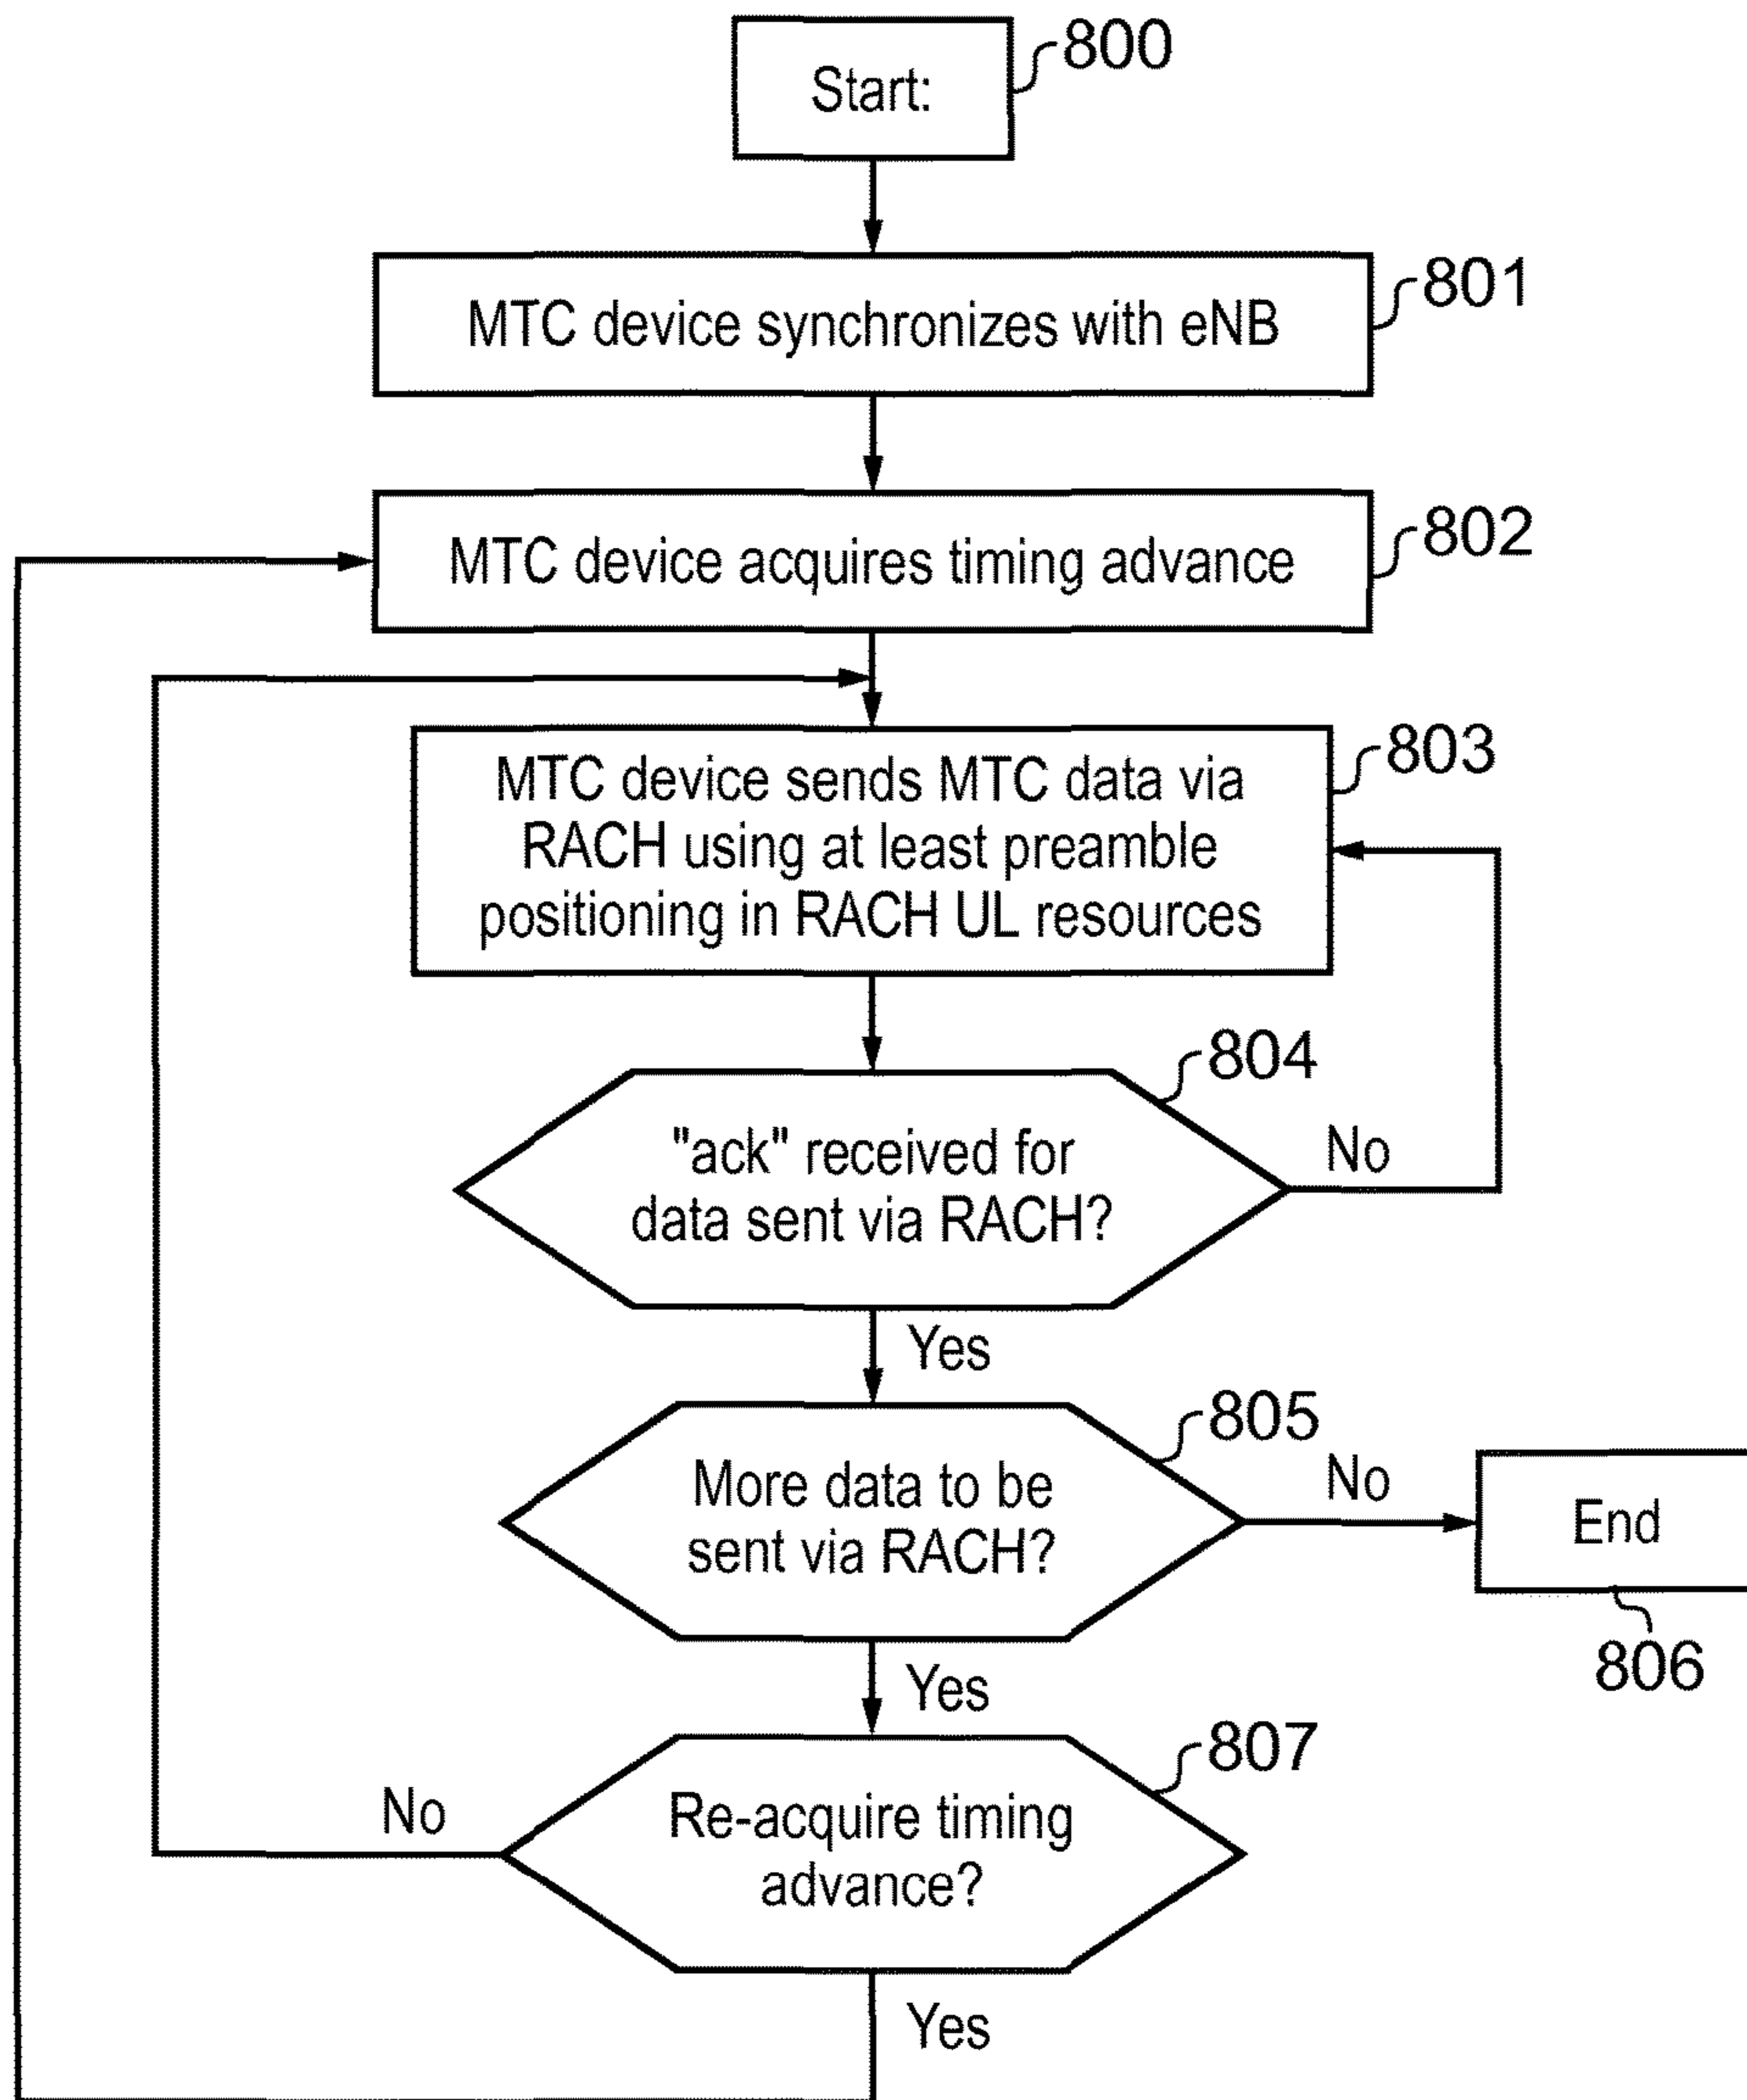 Start:
800
MTC device synchronizes with eNB
801
MTC device acquires timing advance
802
MTC device sends MTC data via
RACH using at least preamble
positioning in RACH UL resources
803
"ack" received for
data sent via RACH?
804
No
Yes
More data to be
sent via RACH?
805
No
End
806
Yes
Re-acquire timing
advance?
807
No
Yes